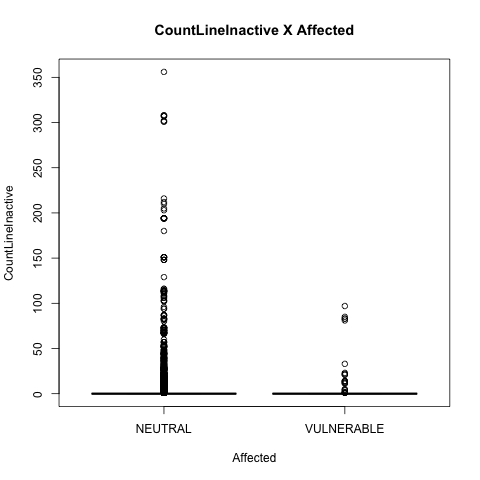 CountLineInactive X Affected
350
300
250
200
150
100
50
0
CountLineInactive
NEUTRAL
VULNERABLE
Affected